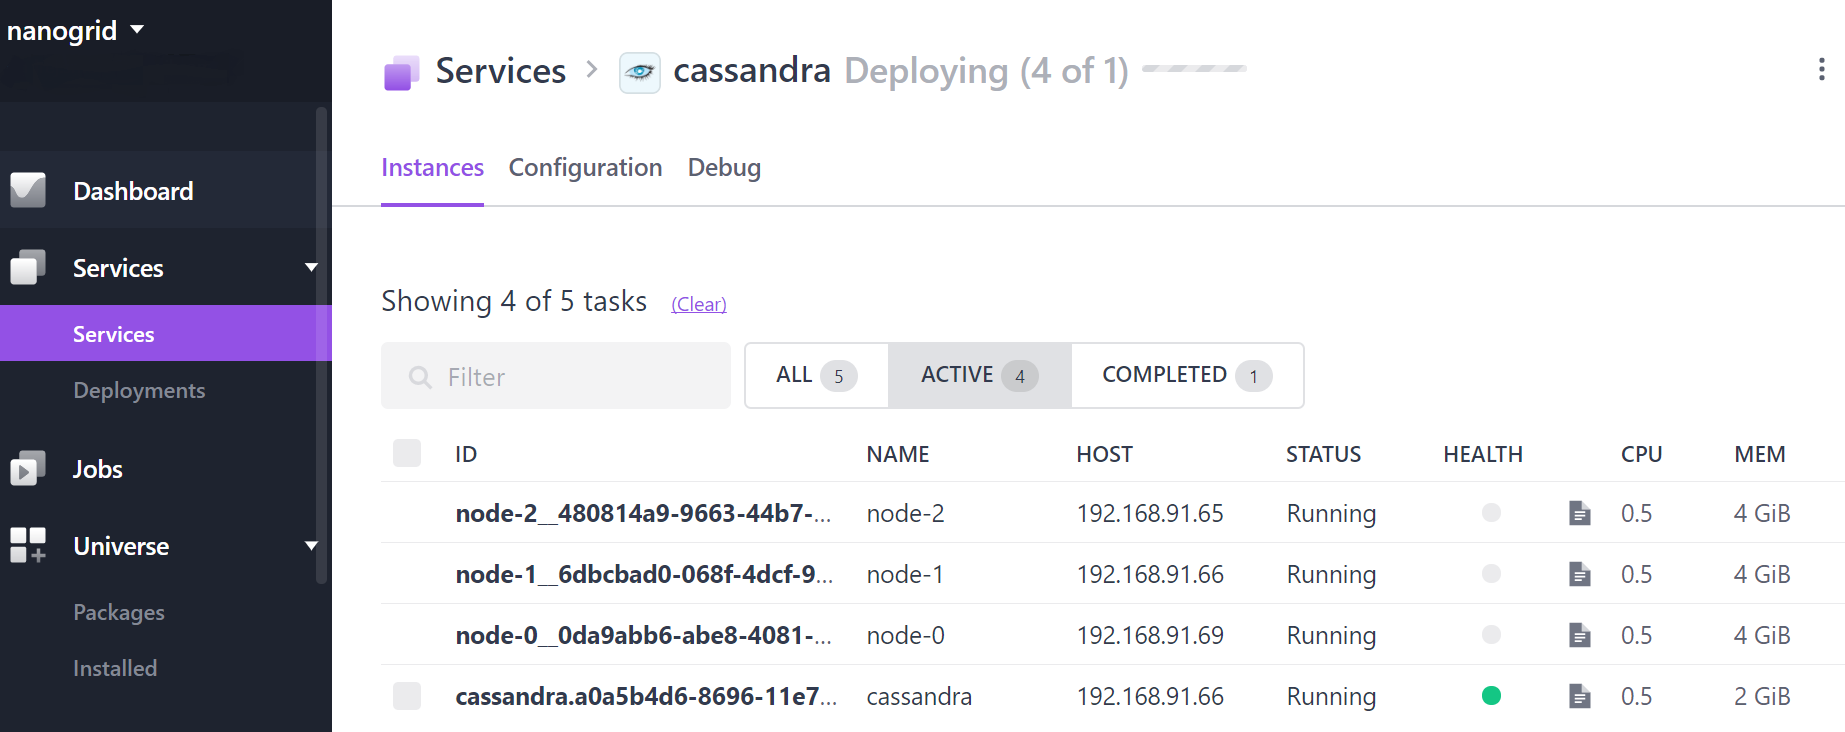 nanogrid
Services cassandra Deploying (4 of 1)
Dashboard
Services
Services
Deployments
Jobs
Universe
Packages
Installed
Instances Configuration Debug
Showing 4 of 5 tasks (Clear)
Filter ALL 5 ACTIVE 4 COMPLETED 1
ID NAME HOST STATUS HEALTH CPU MEM
node-2__480814a9-9663-44b7-... node-2 192.168.91.65 Running 0.5 4 GiB
node-1__6dbcbad0-068f-4dcf-9... node-1 192.168.91.66 Running 0.5 4 GiB
node-0__0da9abb6-abe8-4081-... node-0 192.168.91.69 Running 0.5 4 GiB
cassandra.a0a5b4d6-8696-11e7... cassandra 192.168.91.66 Running 0.5 2 GiB